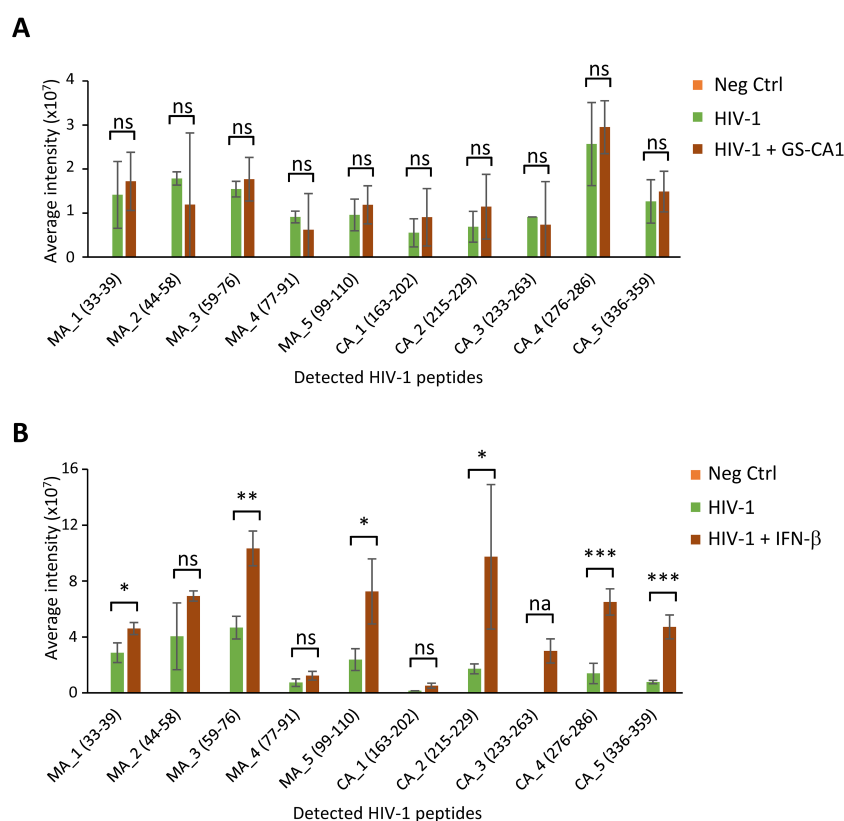 A
Average intensity (x10⁷)
4
3
2
1
0
ns
ns
ns
ns
ns
ns
ns
ns
ns
ns
Neg Ctrl
HIV-1
HIV-1 + GS-CA1
MA_1 (33-39)
MA_2 (44-58)
MA_3 (59-76)
MA_4 (77-91)
MA_5 (99-110)
CA_1 (163-202)
CA_2 (215-229)
CA_3 (233-263)
CA_4 (276-286)
CA_5 (336-359)
Detected HIV-1 peptides
B
Average intensity (x10⁷)
16
12
8
4
0
*
ns
**
ns
*
ns
*
na
***
***
Neg Ctrl
HIV-1
HIV-1 + IFN-β
MA_1 (33-39)
MA_2 (44-58)
MA_3 (59-76)
MA_4 (77-91)
MA_5 (99-110)
CA_1 (163-202)
CA_2 (215-229)
CA_3 (233-263)
CA_4 (276-286)
CA_5 (336-359)
Detected HIV-1 peptides